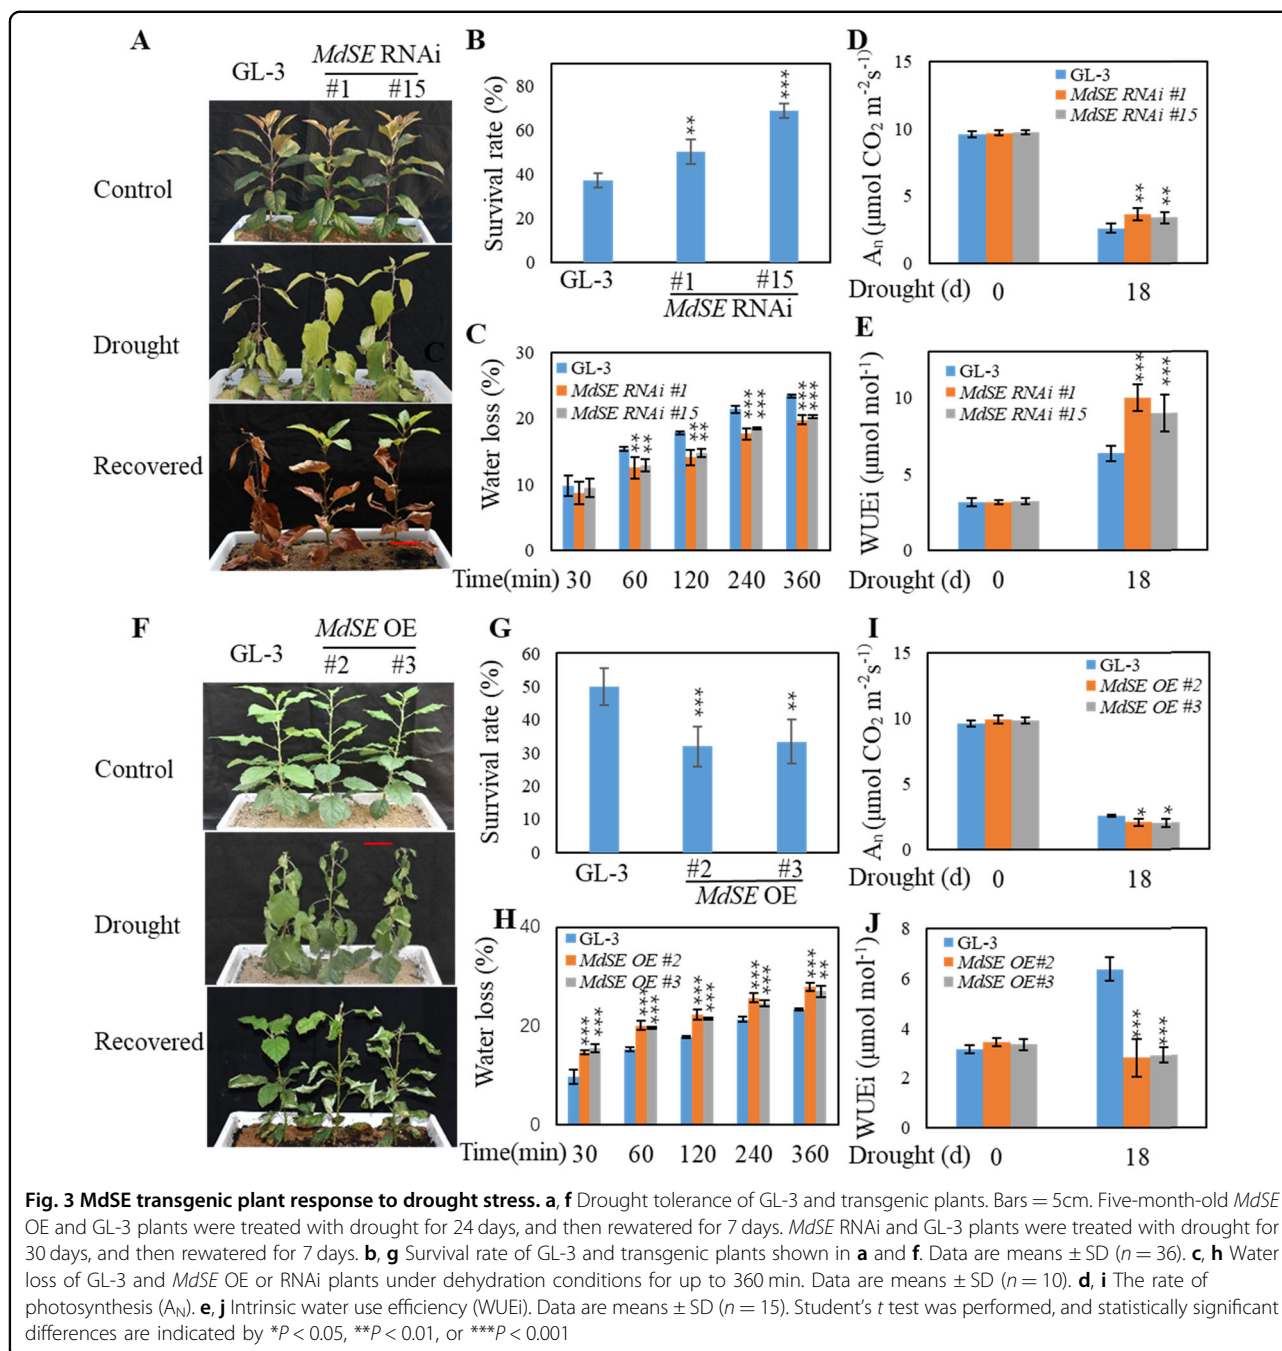 A
GL-3
MdSE RNAi
#1 #15
Control
Drought
C
Recovered
B
Survival rate (%)
80
60
40
20
0
**
***
GL-3
#1 #15
MdSE RNAi
D
An (µmol CO2 m-2s-1)
15
10
5
0
GL-3
MdSE RNAi #1
MdSE RNAi #15
** **
Drought (d) 0 18
C
Water loss (%)
30
20
10
0
GL-3
MdSE RNAi #1
MdSE RNAi #15
** ** ** ** *** *** *** ***
Time(min) 30 60 120 240 360
E
WUEi (µmol mol-1)
10
5
0
GL-3
MdSE RNAi #1
MdSE RNAi #15
*** ***
Drought (d) 0 18
F
GL-3
MdSE OE
#2 #3
Control
Drought
Recovered
G
Surrival rate (%)
60
50
40
30
20
10
0
***
**
GL-3
#2 #3
MdSE OE
I
An (µmol CO2 m-2s-1)
15
10
5
0
GL-3
MdSE OE #2
MdSE OE #3
* *
Drought (d) 0 18
H
Water loss (%)
40
20
0
GL-3
MdSE OE #2
MdSE OE #3
*** *** *** *** *** *** *** *** *** **
Time(min) 30 60 120 240 360
J
WUEi (µmol mol-1)
8
6
4
2
0
GL-3
MdSE OE#2
MdSE OE#3
*** ***
Drought (d) 0 18
Fig. 3 MdSE transgenic plant response to drought stress. a, f Drought tolerance of GL-3 and transgenic plants. Bars = 5cm. Five-month-old MdSE
OE and GL-3 plants were treated with drought for 24 days, and then rewatered for 7 days. MdSE RNAi and GL-3 plants were treated with drought for
30 days, and then rewatered for 7 days. b, g Survival rate of GL-3 and transgenic plants shown in a and f. Data are means ± SD (n = 36). c, h Water
loss of GL-3 and MdSE OE or RNAi plants under dehydration conditions for up to 360 min. Data are means ± SD (n = 10). d, i The rate of
photosynthesis (AN). e, j Intrinsic water use efficiency (WUEi). Data are means ± SD (n = 15). Student's t test was performed, and statistically significant
differences are indicated by *P < 0.05, **P < 0.01, or ***P < 0.001